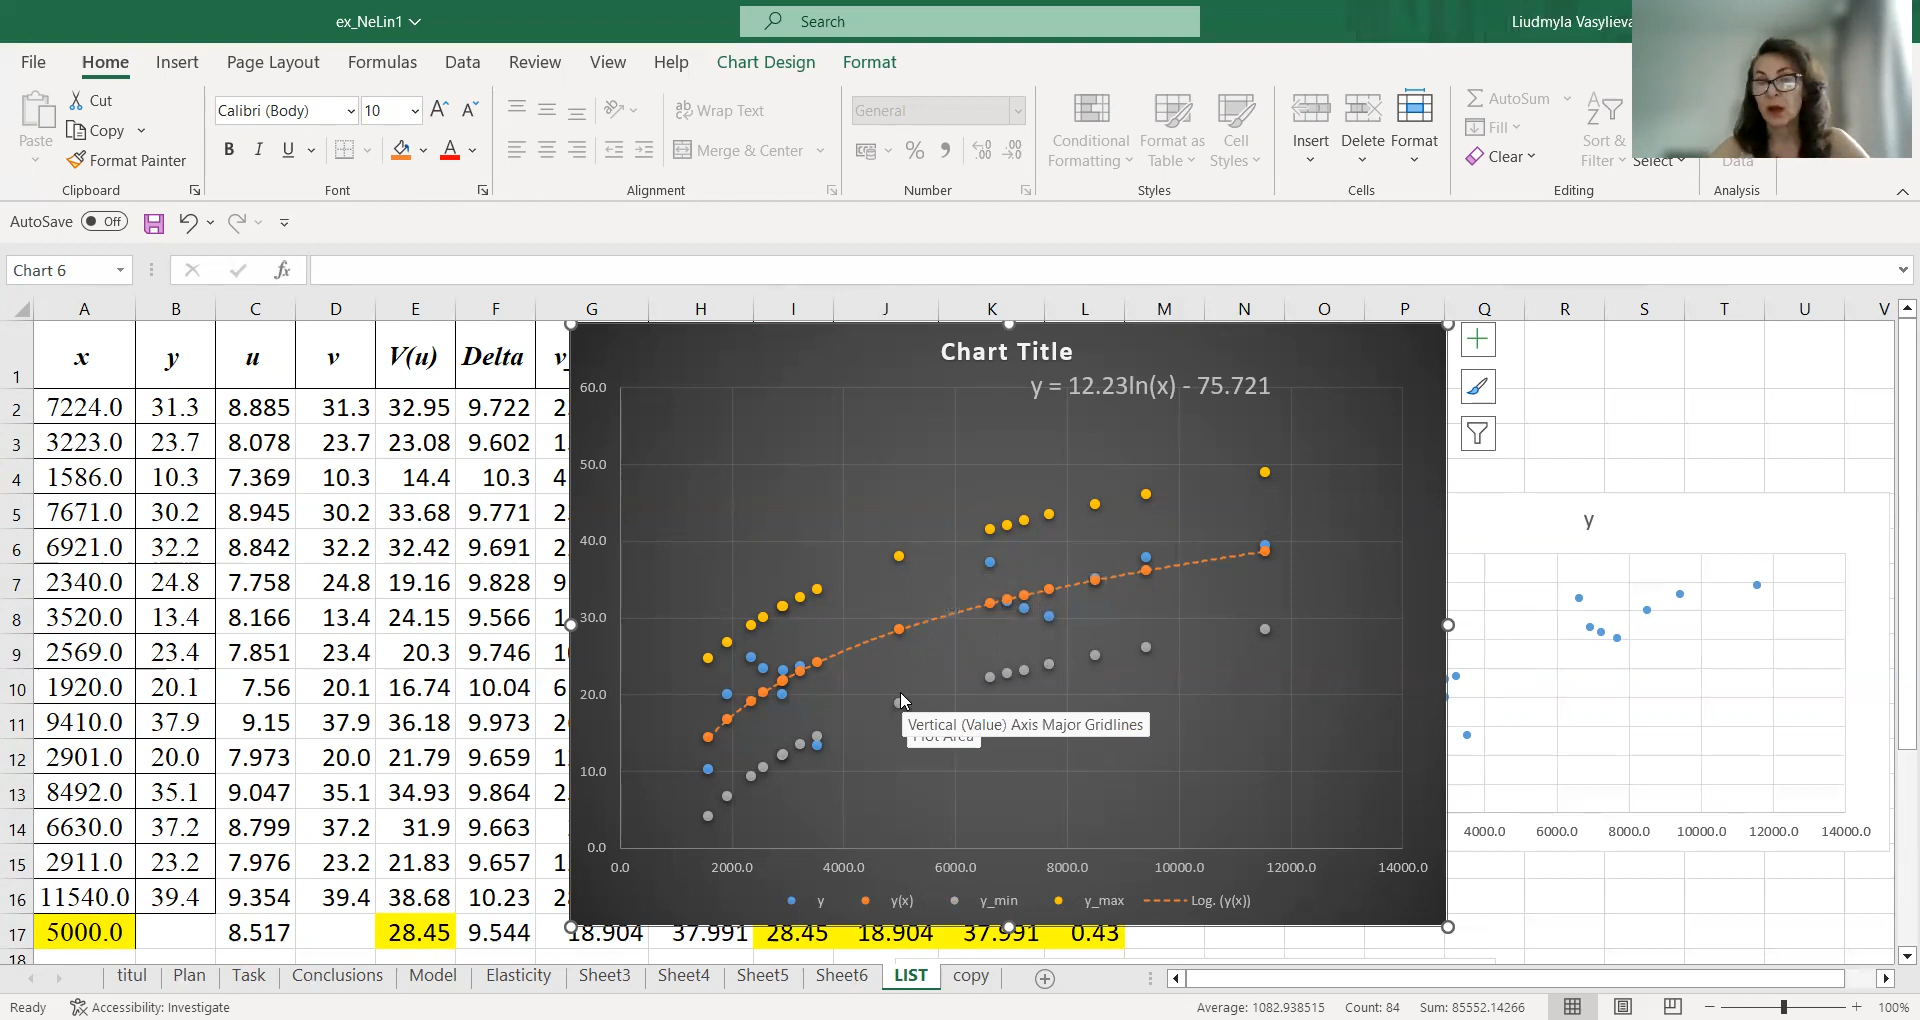 ex_NeLin1
Search
Liudmyla Vasylieva
File Home Insert Page Layout Formulas Data Review View Help Chart Design Format
Paste
Cut
Copy
Format Painter
Clipboard
Calibri (Body) 10
B I U
Font
Wrap Text
Merge & Center
Alignment
General
Number
Conditional Formatting
Format as Table
Cell Styles
Styles
Insert Delete Format
Cells
AutoSum
Fill
Clear
Sort & Filter
Select
Editing
Data
Analysis
AutoSave Off
Chart 6
fx
A B C D E F G H I J K L M N O P Q R S T U V
1 x y u v V(u) Delta
2 7224.0 31.3 8.885 31.3 32.95 9.722
3 3223.0 23.7 8.078 23.7 23.08 9.602
4 1586.0 10.3 7.369 10.3 14.4 10.3
5 7671.0 30.2 8.945 30.2 33.68 9.771
6 6921.0 32.2 8.842 32.2 32.42 9.691
7 2340.0 24.8 7.758 24.8 19.16 9.828
8 3520.0 13.4 8.166 13.4 24.15 9.566
9 2569.0 23.4 7.851 23.4 20.3 9.746
10 1920.0 20.1 7.56 20.1 16.74 10.04
11 9410.0 37.9 9.15 37.9 36.18 9.973
12 2901.0 20.0 7.973 20.0 21.79 9.659
13 8492.0 35.1 9.047 35.1 34.93 9.864
14 6630.0 37.2 8.799 37.2 31.9 9.663
15 2911.0 23.2 7.976 23.2 21.83 9.657
16 11540.0 39.4 9.354 39.4 38.68 10.23
17 5000.0 8.517 28.45 9.544 18.904 37.991 28.45 18.904 37.991 0.43
18
Chart Title
y = 12.23ln(x) - 75.721
60.0
50.0
40.0
30.0
20.0
10.0
0.0
0.0 2000.0 4000.0 6000.0 8000.0 10000.0 12000.0 14000.0
y y(x) y_min y_max Log. (y(x))
Vertical (Value) Axis Major Gridlines
Plot Area
y
4000.0 6000.0 8000.0 10000.0 12000.0 14000.0
titul Plan Task Conclusions Model Elasticity Sheet3 Sheet4 Sheet5 Sheet6 LIST copy
Ready Accessibility: Investigate Average: 1082.938515 Count: 84 Sum: 85552.14266 100%